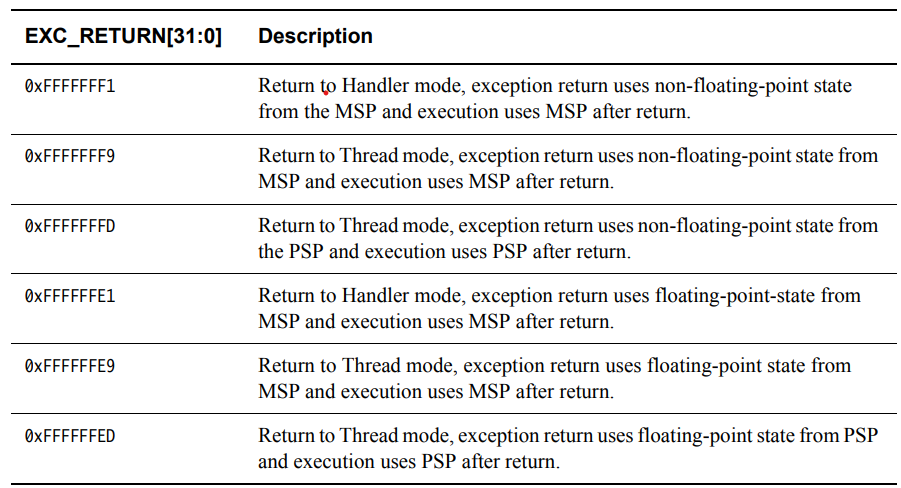 EXC_RETURN[31:0] Description
0xFFFFFFF1 Return to Handler mode, exception return uses non-floating-point state
from the MSP and execution uses MSP after return.
0xFFFFFFF9 Return to Thread mode, exception return uses non-floating-point state from
MSP and execution uses MSP after return.
0xFFFFFFFD Return to Thread mode, exception return uses non-floating-point state from
the PSP and execution uses PSP after return.
0xFFFFFFE1 Return to Handler mode, exception return uses floating-point-state from
MSP and execution uses MSP after return.
0xFFFFFFE9 Return to Thread mode, exception return uses floating-point state from
MSP and execution uses MSP after return.
0xFFFFFFED Return to Thread mode, exception return uses floating-point state from PSP
and execution uses PSP after return.